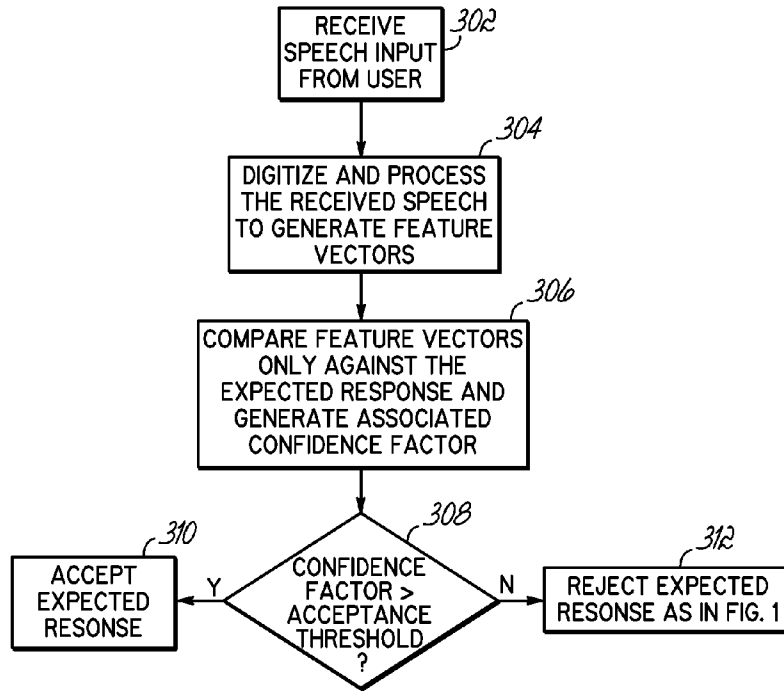 RECEIVE
SPEECH INPUT
FROM USER
302
DIGITIZE AND PROCESS
THE RECEIVED SPEECH
TO GENERATE FEATURE
VECTORS
304
COMPARE FEATURE VECTORS
ONLY AGAINST THE
EXPECTED RESPONSE AND
GENERATE ASSOCIATED
CONFIDENCE FACTOR
306
CONFIDENCE
FACTOR >
ACCEPTANCE
THRESHOLD
?
308
Y
N
ACCEPT
EXPECTED
RESONSE
310
REJECT EXPECTED
RESONSE AS IN FIG. 1
312